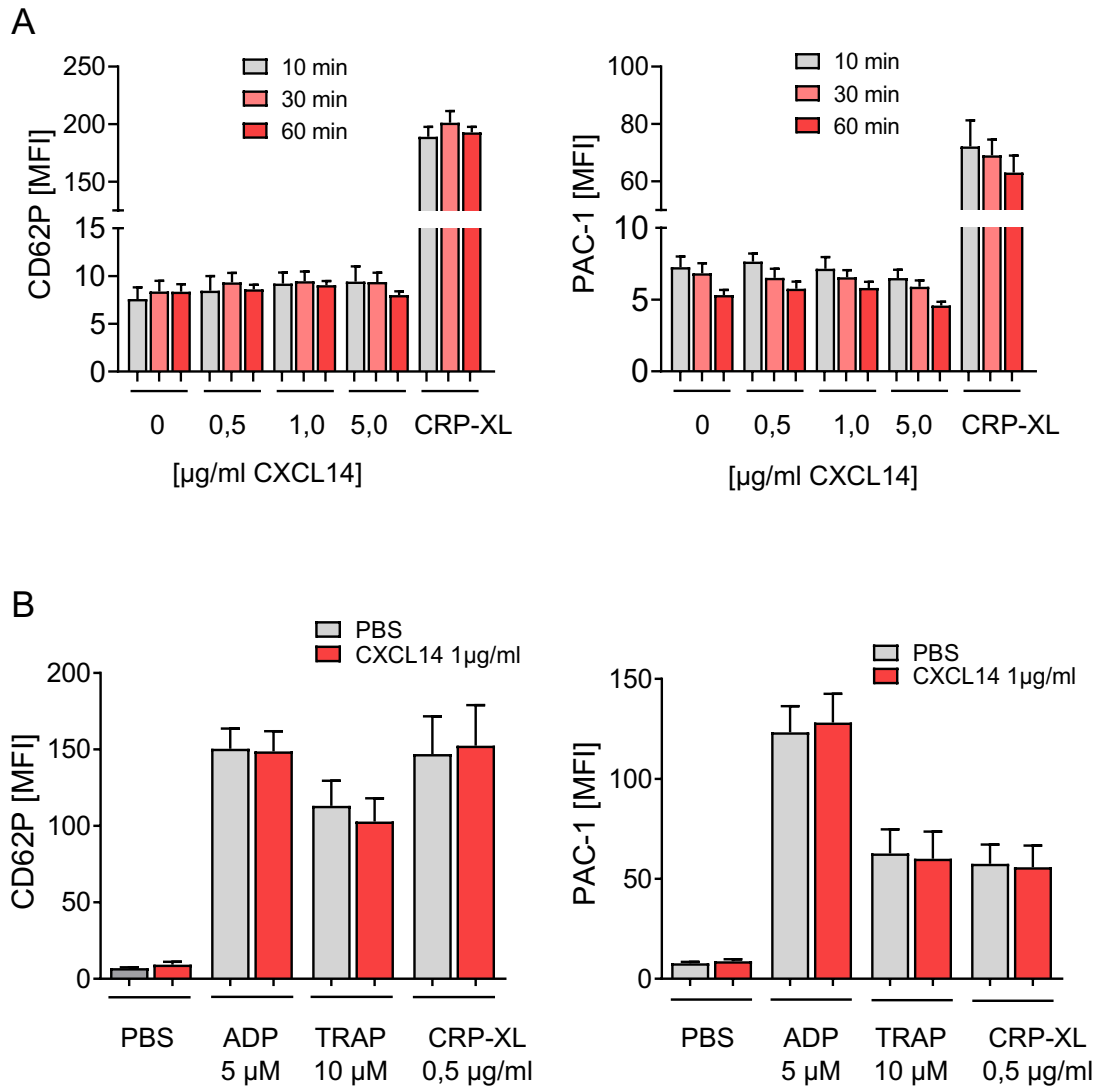 A
CD62P [MFI]
250
200
150
100
15
10
5
0
10 min
30 min
60 min
0
0,5
1,0
5,0
CRP-XL
[µg/ml CXCL14]
PAC-1 [MFI]
100
80
60
10
5
0
10 min
30 min
60 min
0
0,5
1,0
5,0
CRP-XL
[µg/ml CXCL14]
B
PBS
CXCL14 1µg/ml
CD62P [MFI]
200
150
100
50
0
PBS
ADP
5 µM
TRAP
10 µM
CRP-XL
0,5 µg/ml
PBS
CXCL14 1µg/ml
PAC-1 [MFI]
150
100
50
0
PBS
ADP
5 µM
TRAP
10 µM
CRP-XL
0,5 µg/ml